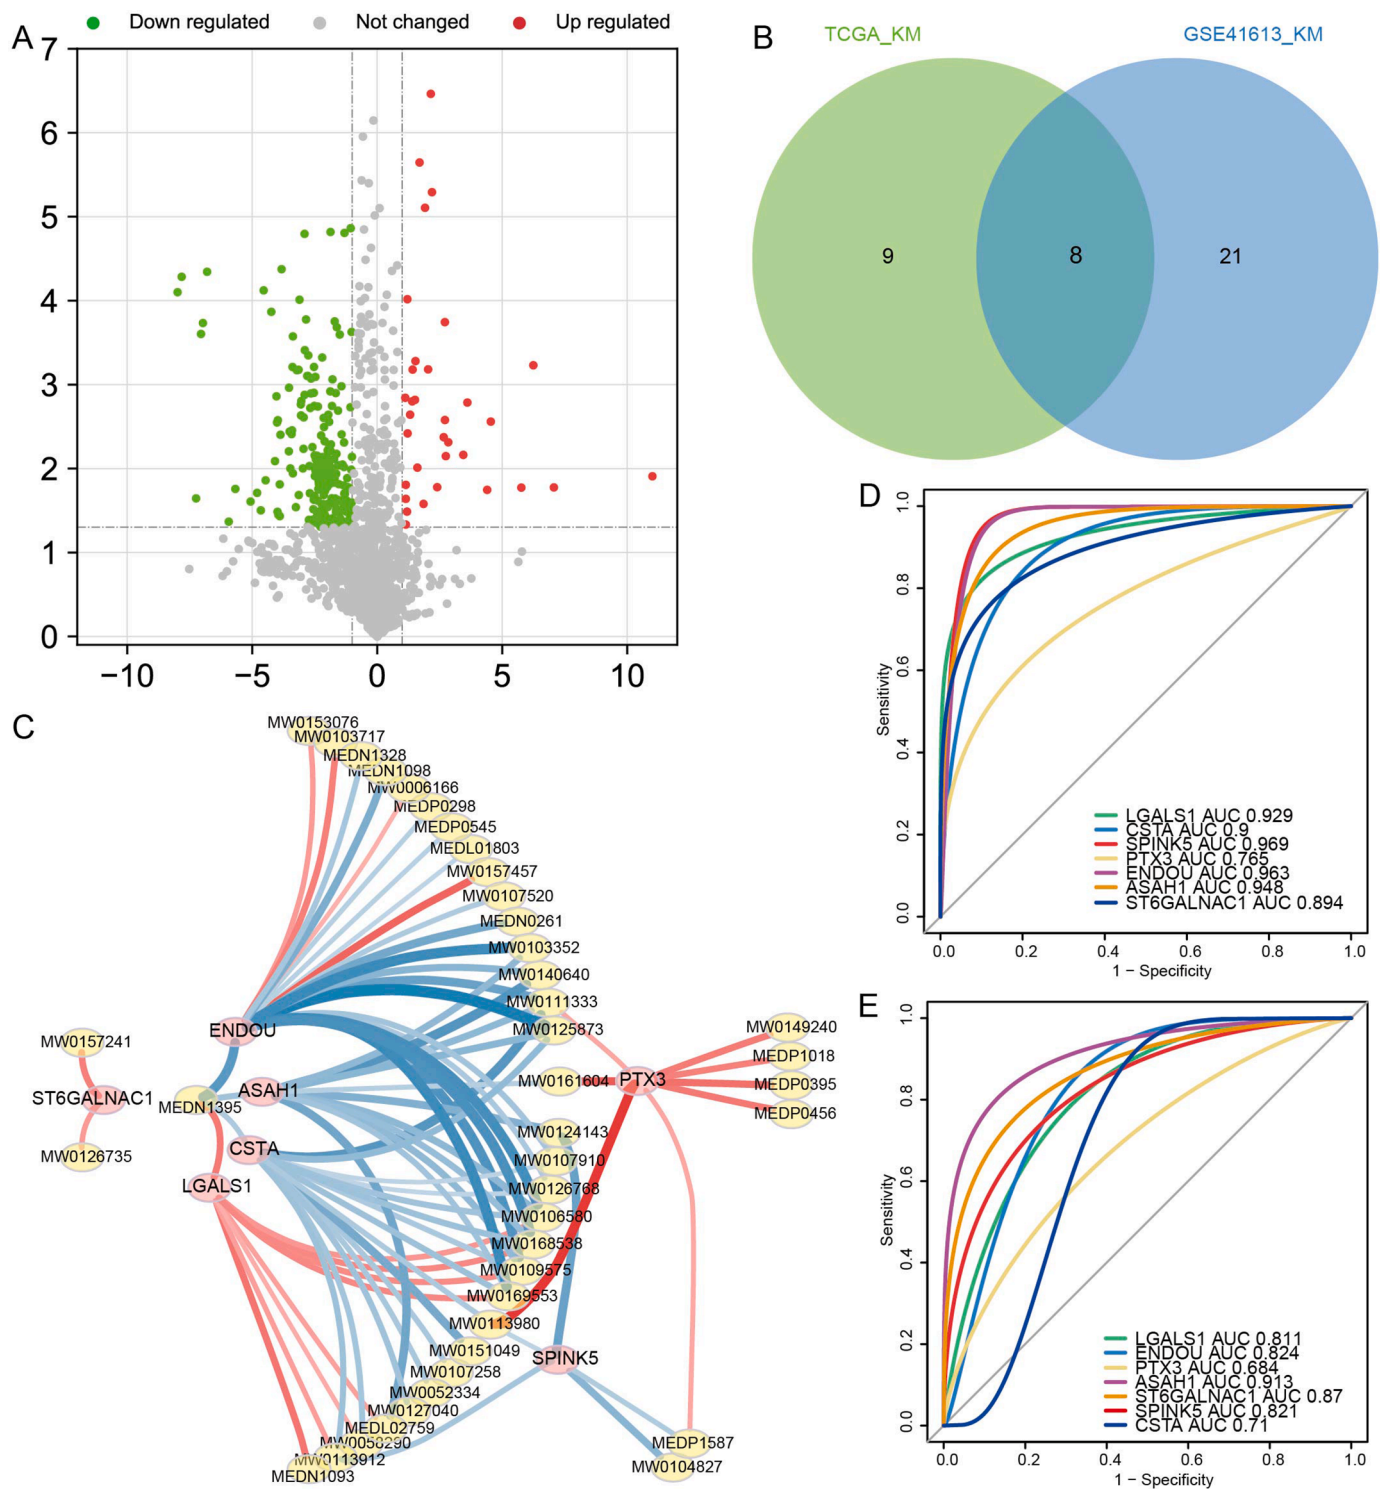 A
Down regulated
Not changed
Up regulated
7
6
5
4
3
2
1
0
−10
−5
0
5
10
B
TCGA_KM
GSE41613_KM
9
8
21
C
MW0153076
MW0103717
MEDN1328
MEDN1098
MW0006166
MEDP0298
MEDP0545
MEDL01803
MW0157457
MW0107520
MEDN0261
MW0103352
MW0140640
MW0111333
MW0125873
ENDOU
MW0157241
ST6GALNAC1
MEDN1395
ASAH1
MW0126735
CSTA
LGALS1
MW0161604
PTX3
MW0149240
MEDP1018
MEDP0395
MEDP0456
MW0124143
MW0107910
MW0126768
MW0106580
MW0168538
MW0109575
MW0169553
MW0113980
MW0151049
SPINK5
MW0107258
MW0052334
MW0127040
MEDL02759
MW0058290
MW0113912
MEDN1093
MEDP1587
MW0104827
D
1.0
0.8
0.6
0.4
0.2
0.0
Sensitivity
LGALS1 AUC 0.929
CSTA AUC 0.9
SPINK5 AUC 0.969
PTX3 AUC 0.765
ENDOU AUC 0.963
ASAH1 AUC 0.948
ST6GALNAC1 AUC 0.894
0.0
0.2
0.4
0.6
0.8
1.0
1 − Specificity
E
1.0
0.8
0.6
0.4
0.2
0.0
Sensitivity
LGALS1 AUC 0.811
ENDOU AUC 0.824
PTX3 AUC 0.684
ASAH1 AUC 0.913
ST6GALNAC1 AUC 0.87
SPINK5 AUC 0.821
CSTA AUC 0.71
0.0
0.2
0.4
0.6
0.8
1.0
1 − Specificity